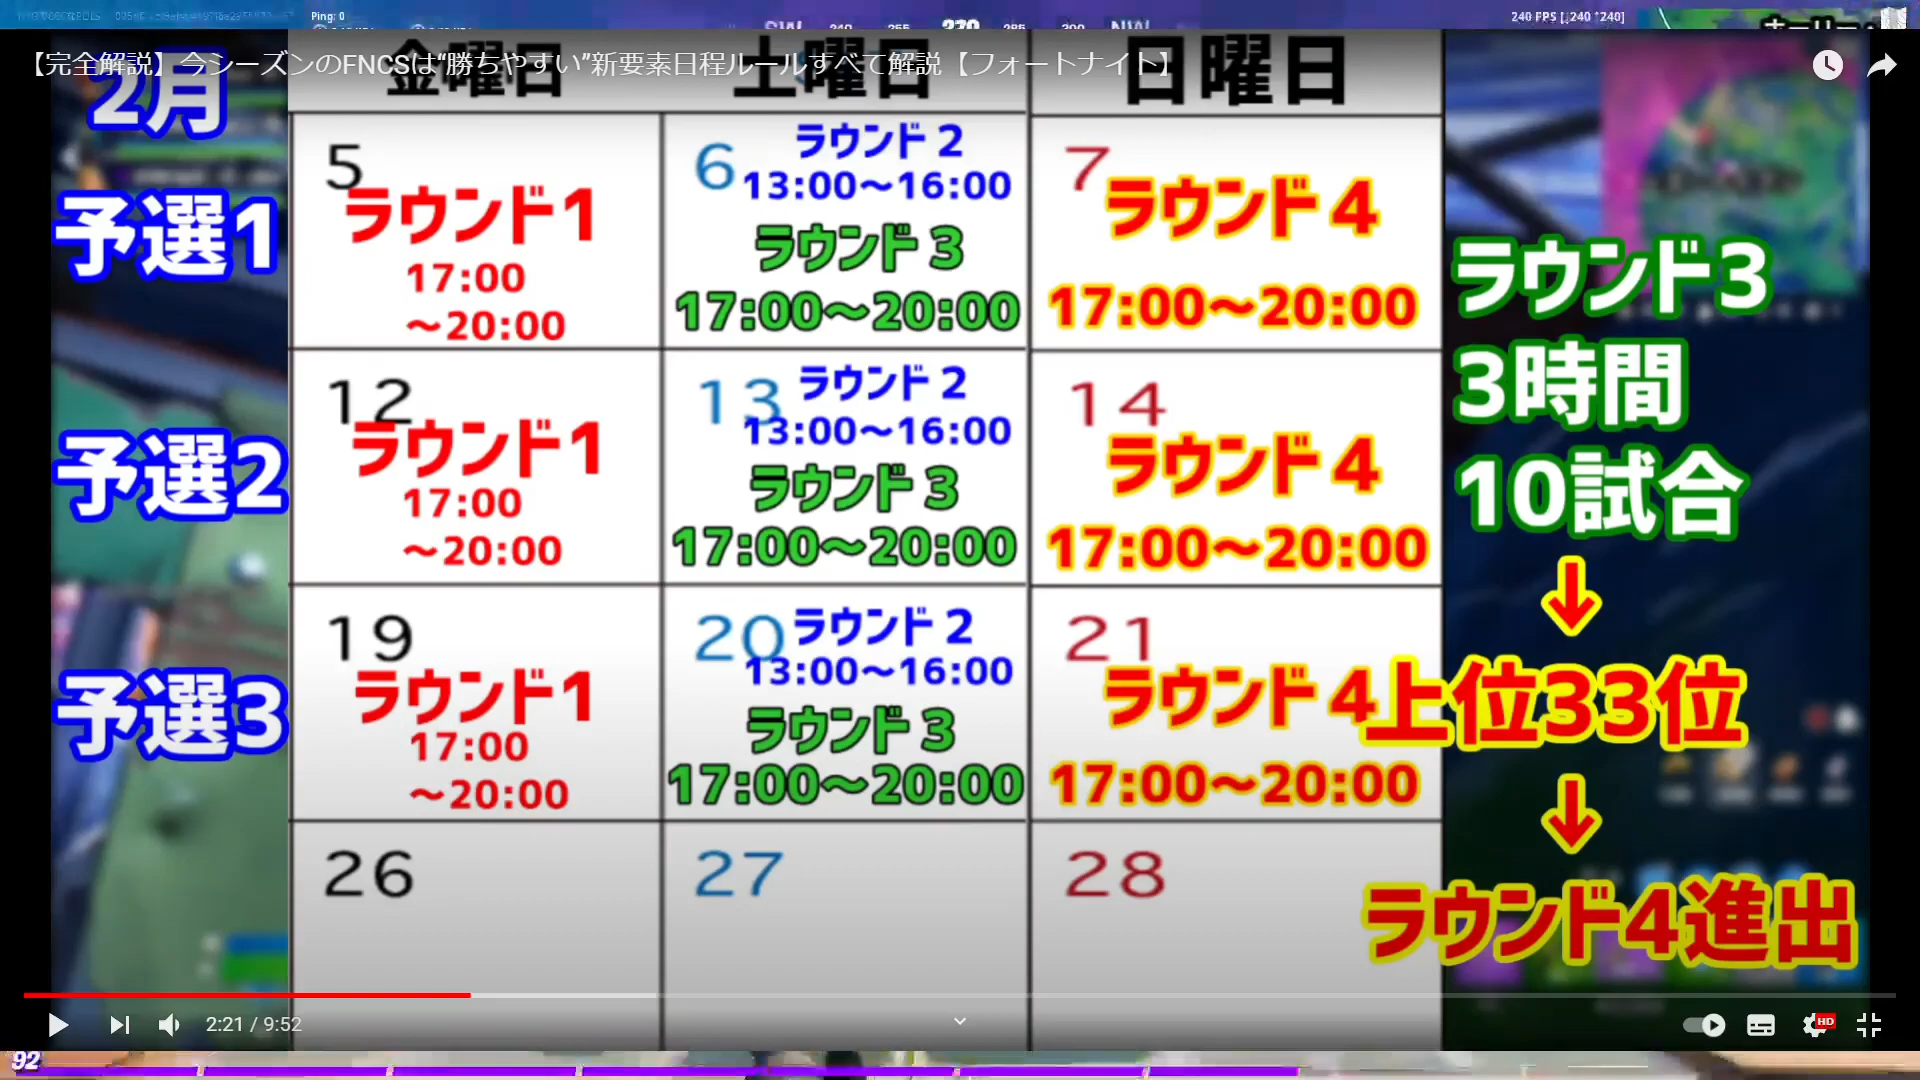 Ping: 0
240 FPS [↓240 ↑240]
【完全解説】今シーズンのFNCSは“勝ちやすい”新要素日程ルールすべて解説【フォートナイト】
2月
金曜日
土曜日
日曜日
予選1
5
ラウンド1
17:00
～20:00
6
ラウンド 2
13:00～16:00
ラウンド 3
17:00～20:00
7
ラウンド 4
17:00～20:00
予選2
12
ラウンド1
17:00
～20:00
13
ラウンド 2
13:00～16:00
ラウンド 3
17:00～20:00
14
ラウンド 4
17:00～20:00
予選3
19
ラウンド1
17:00
～20:00
20
ラウンド 2
13:00～16:00
ラウンド 3
17:00～20:00
21
ラウンド 4
17:00～20:00
26
27
28
ラウンド3
3時間
10試合
↓
上位33位
↓
ラウンド4進出
2:21 / 9:52
HD
92